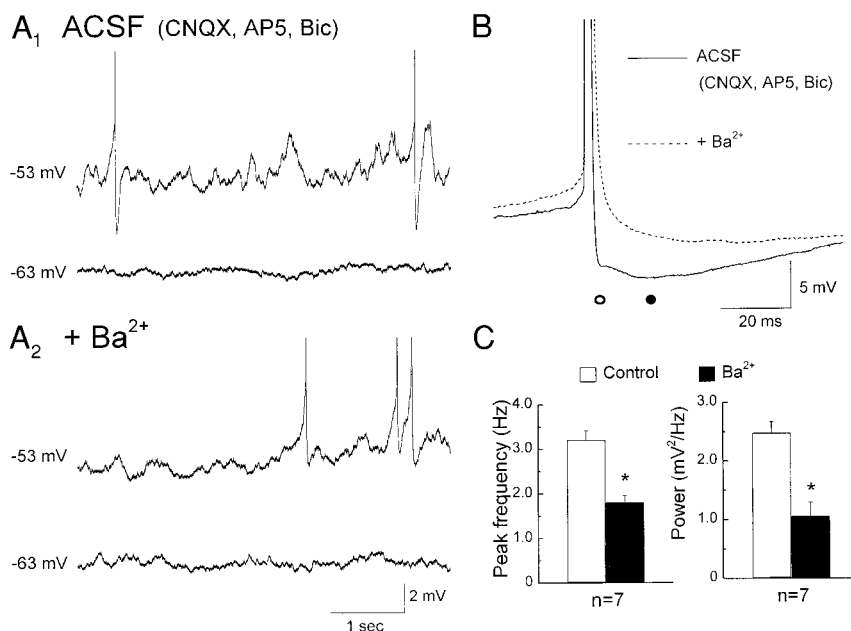 A1 ACSF (CNQX, AP5, Bic)
-53 mV
-63 mV
A2 + Ba2+
-53 mV
-63 mV
2 mV
1 sec
B
ACSF
(CNQX, AP5, Bic)
+ Ba2+
5 mV
20 ms
C
Control
Ba2+
Peak frequency (Hz)
4.0
3.0
2.0
1.0
0
*
n=7
Power (mV2/Hz)
3.0
2.0
1.0
0
*
n=7